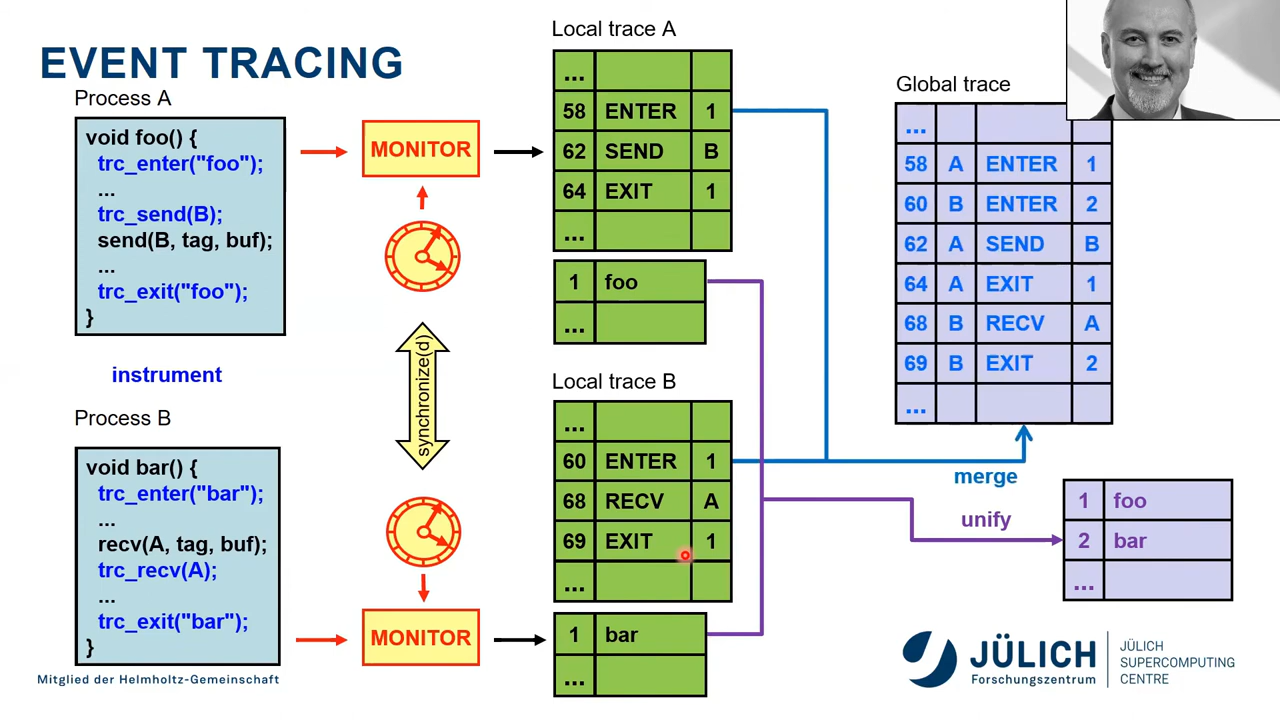 EVENT TRACING
Process A
void foo() {
trc_enter("foo");
...
trc_send(B);
send(B, tag, buf);
...
trc_exit("foo");
}
instrument
Process B
void bar() {
trc_enter("bar");
...
recv(A, tag, buf);
trc_recv(A);
...
trc_exit("bar");
}
MONITOR
synchronize(d)
MONITOR
Local trace A
...
58 ENTER 1
62 SEND B
64 EXIT 1
...
1 foo
...
Local trace B
...
60 ENTER 1
68 RECV A
69 EXIT 1
...
1 bar
...
Global trace
...
58 A ENTER 1
60 B ENTER 2
62 A SEND B
64 A EXIT 1
68 B RECV A
69 B EXIT 2
...
merge
unify
1 foo
2 bar
...
Mitglied der Helmholtz-Gemeinschaft
JÜLICH
Forschungszentrum
JÜLICH
SUPERCOMPUTING
CENTRE